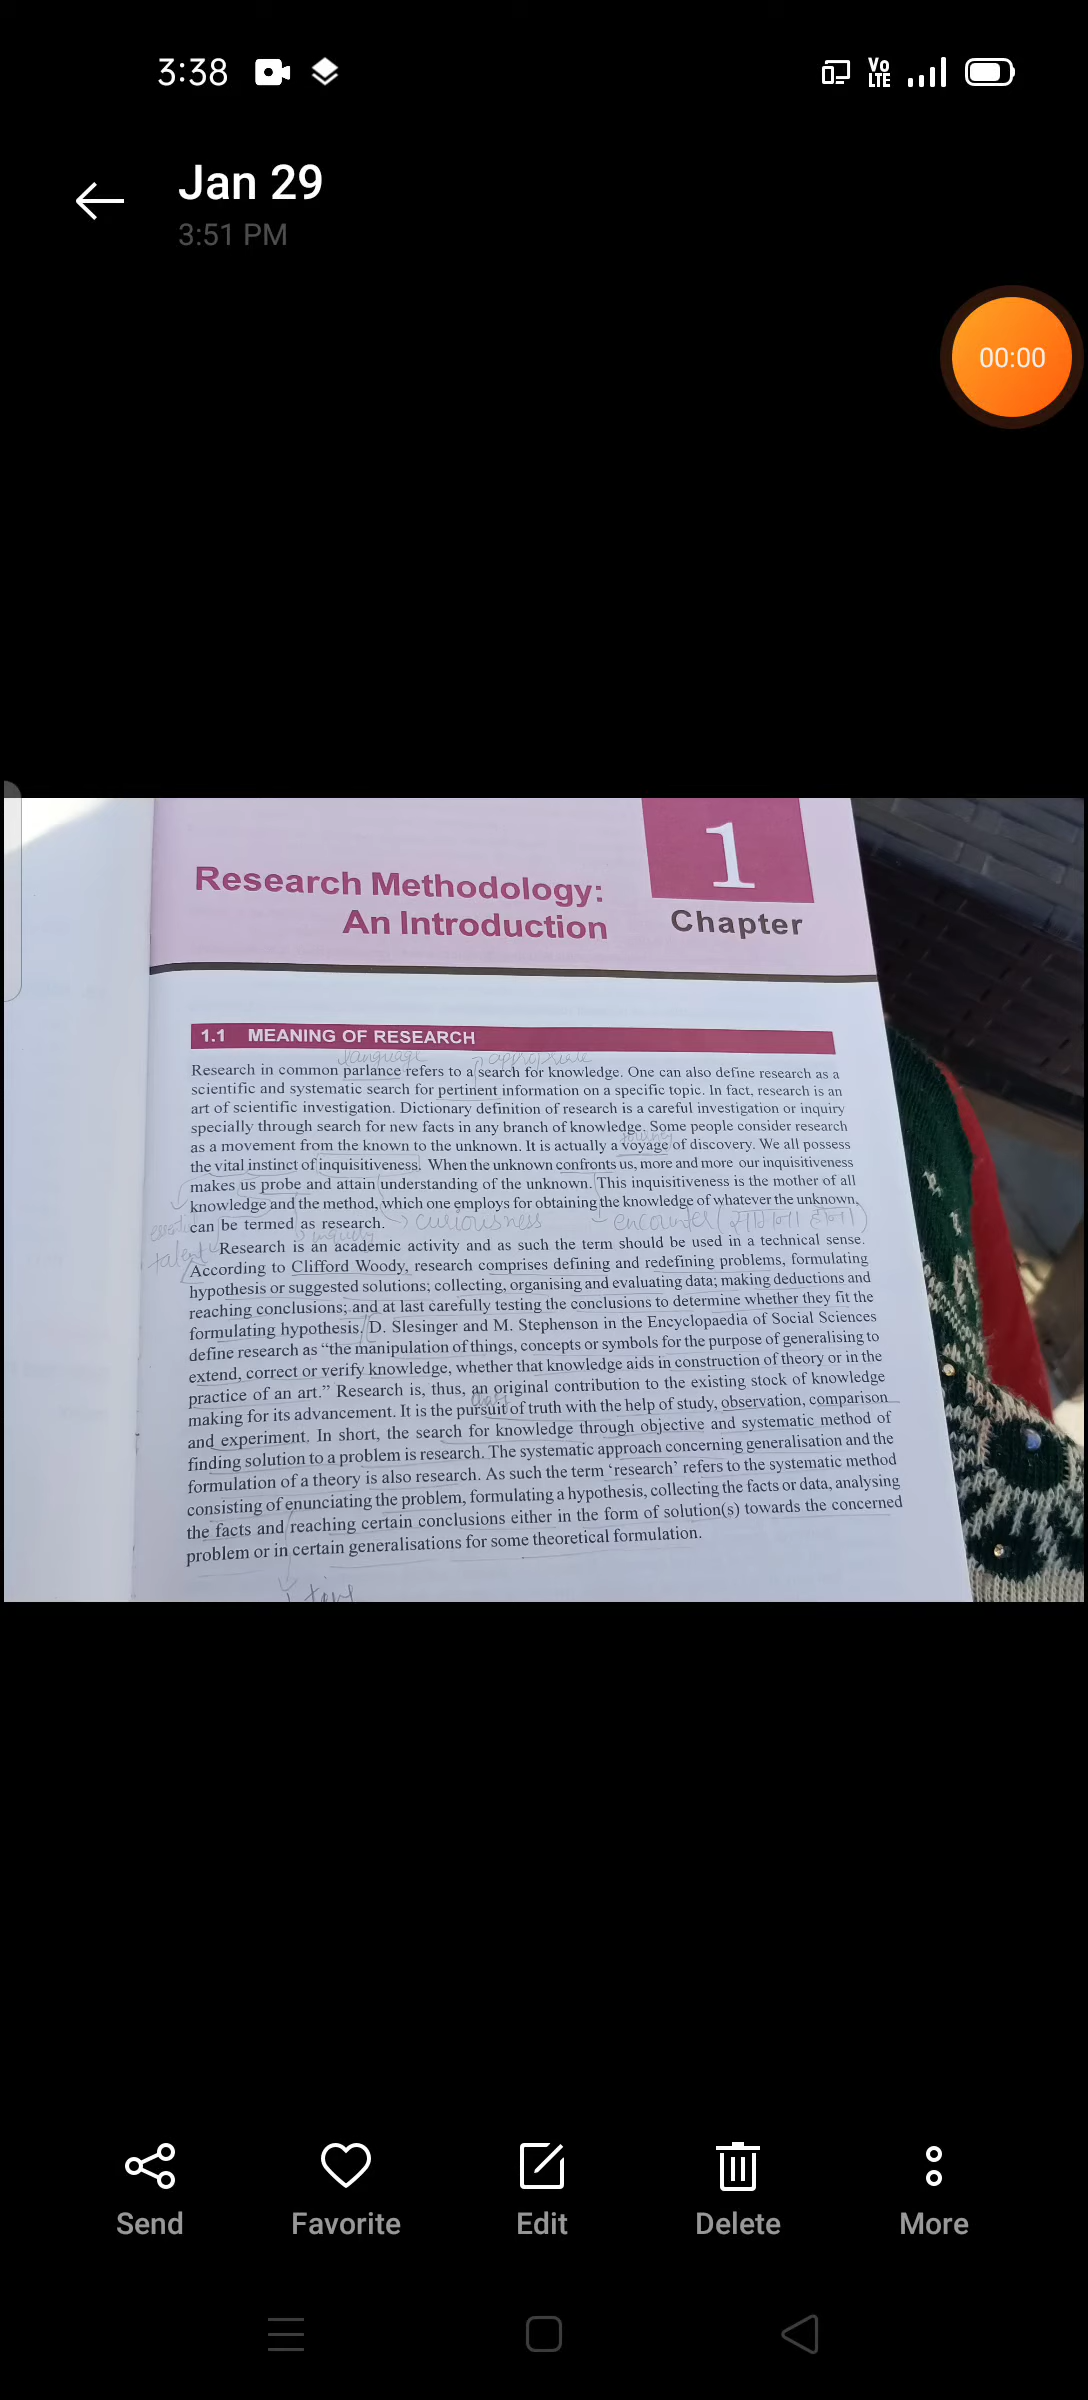 3:38
Vo
LTE
Jan 29
3:51 PM
00:00
1
Research Methodology:
An Introduction
Chapter
1.1 MEANING OF RESEARCH
language appropriate
Research in common parlance refers to a search for knowledge. One can also define research as a
scientific and systematic search for pertinent information on a specific topic. In fact, research is an
art of scientific investigation. Dictionary definition of research is a careful investigation or inquiry
specially through search for new facts in any branch of knowledge. Some people consider research
as a movement from the known to the unknown. It is actually a voyage of discovery. We all possess
the vital instinct of inquisitiveness. When the unknown confronts us, more and more our inquisitiveness
makes us probe and attain understanding of the unknown. This inquisitiveness is the mother of all
knowledge and the method, which one employs for obtaining the knowledge of whatever the unknown,
can be termed as research.
curiousness encounter (सामना होना)
inquiry
talent
Research is an academic activity and as such the term should be used in a technical sense.
According to Clifford Woody, research comprises defining and redefining problems, formulating
hypothesis or suggested solutions; collecting, organising and evaluating data; making deductions and
reaching conclusions; and at last carefully testing the conclusions to determine whether they fit the
formulating hypothesis. D. Slesinger and M. Stephenson in the Encyclopaedia of Social Sciences
define research as “the manipulation of things, concepts or symbols for the purpose of generalising to
extend, correct or verify knowledge, whether that knowledge aids in construction of theory or in the
practice of an art.” Research is, thus, an original contribution to the existing stock of knowledge
making for its advancement. It is the pursuit of truth with the help of study, observation, comparison
and experiment. In short, the search for knowledge through objective and systematic method of
finding solution to a problem is research. The systematic approach concerning generalisation and the
formulation of a theory is also research. As such the term ‘research’ refers to the systematic method
consisting of enunciating the problem, formulating a hypothesis, collecting the facts or data, analysing
the facts and reaching certain conclusions either in the form of solution(s) towards the concerned
problem or in certain generalisations for some theoretical formulation.
Send
Favorite
Edit
Delete
More